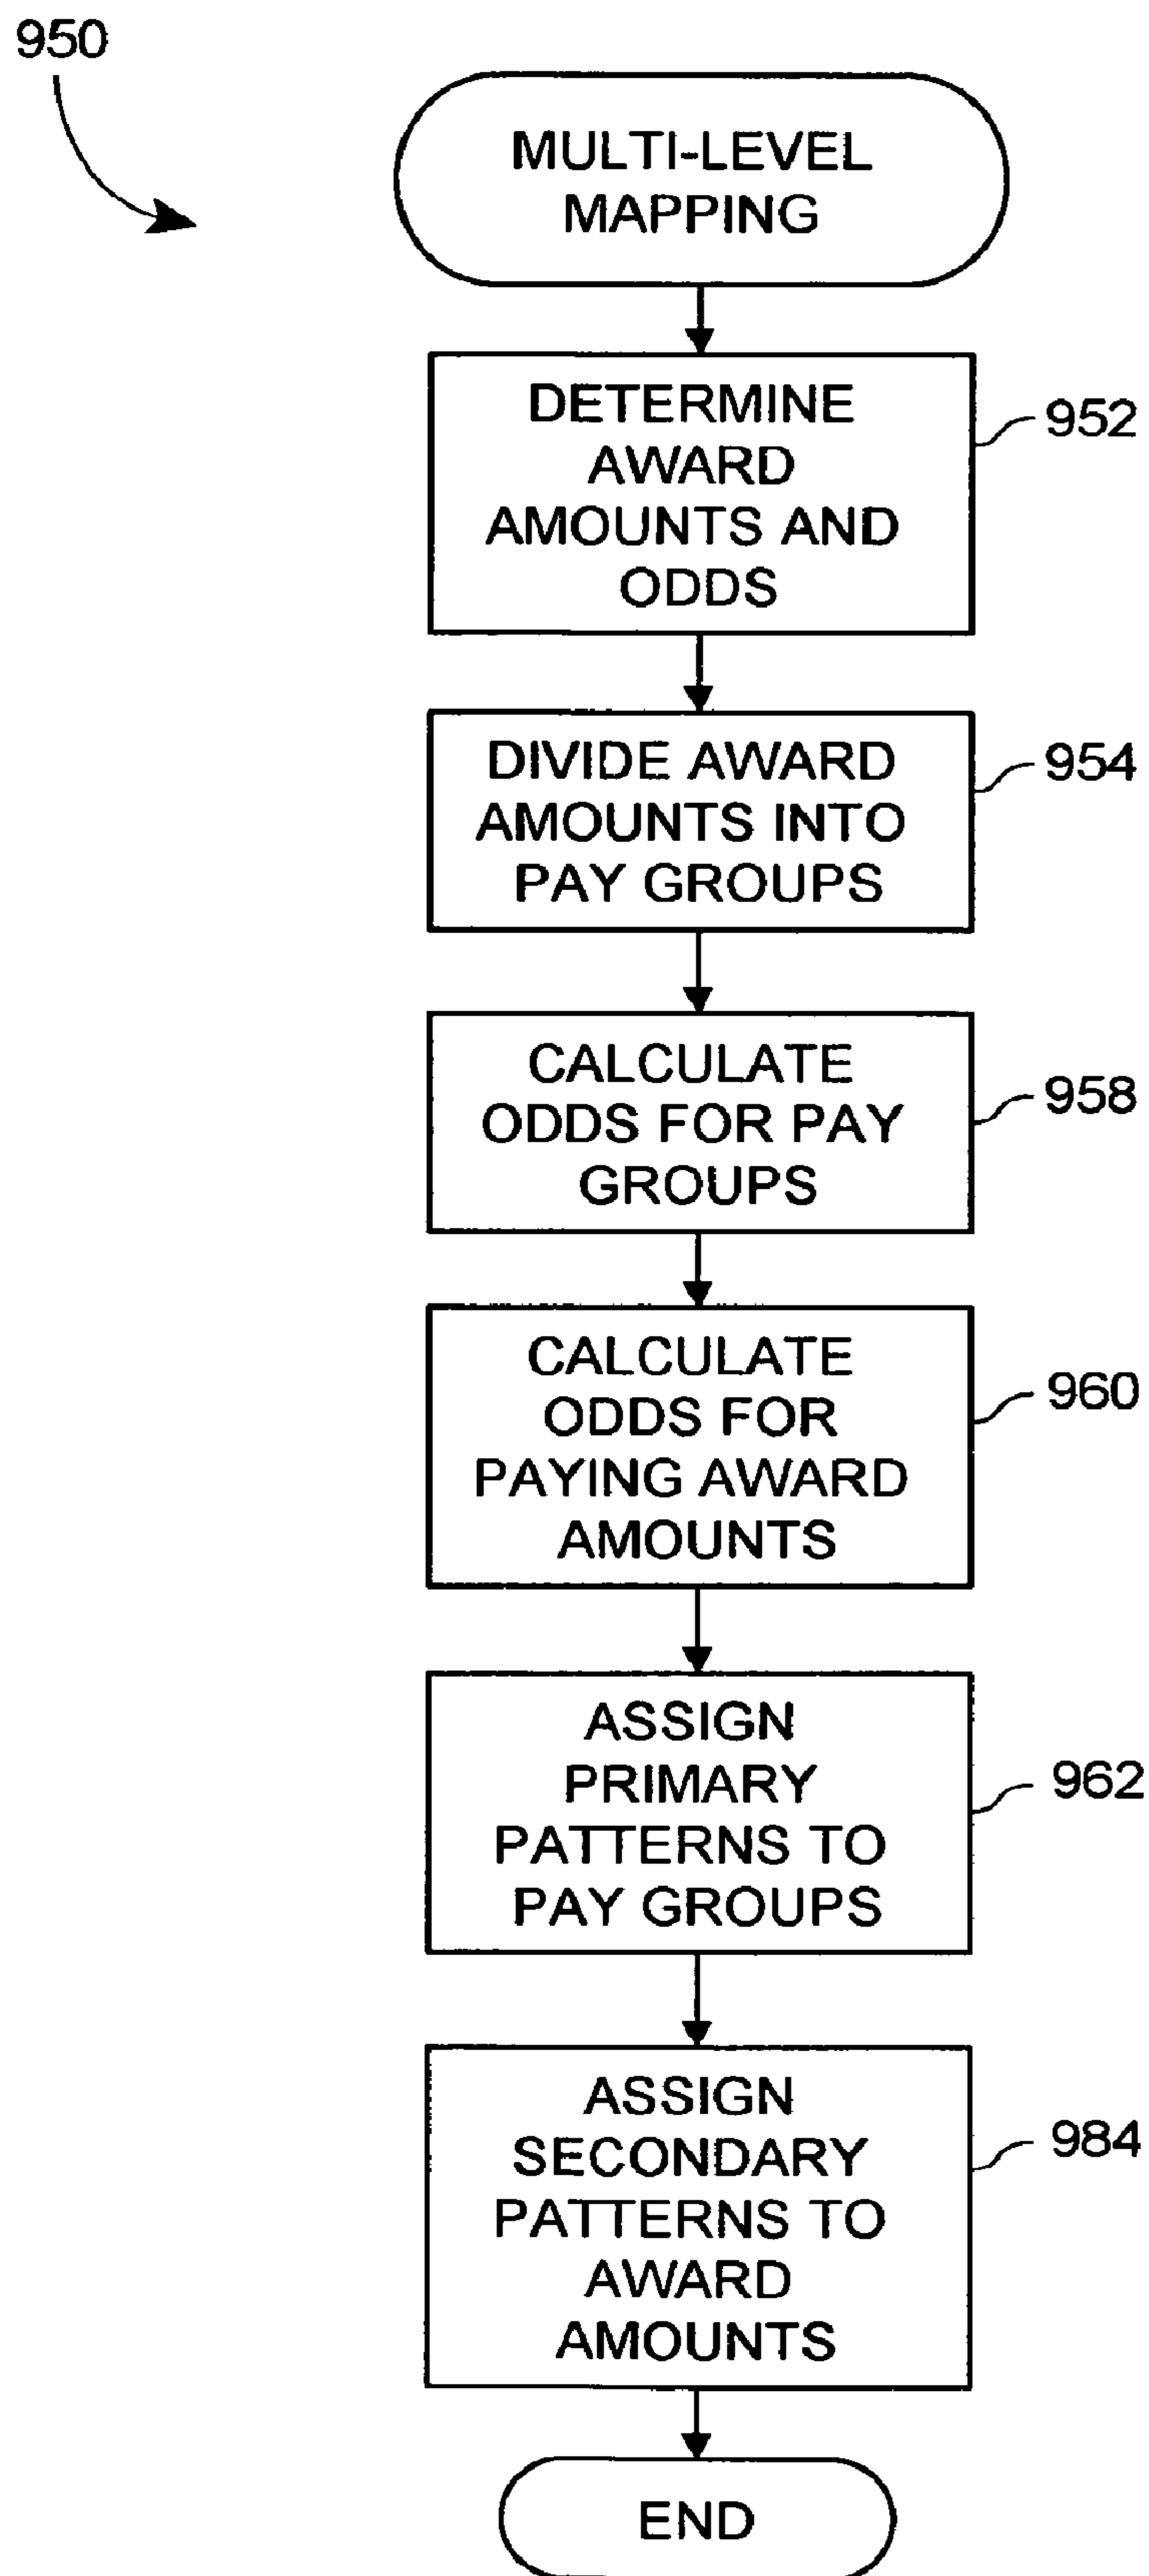 950
MULTI-LEVEL
MAPPING
DETERMINE
AWARD
AMOUNTS AND
ODDS
952
DIVIDE AWARD
AMOUNTS INTO
PAY GROUPS
954
CALCULATE
ODDS FOR PAY
GROUPS
958
CALCULATE
ODDS FOR
PAYING AWARD
AMOUNTS
960
ASSIGN
PRIMARY
PATTERNS TO
PAY GROUPS
962
ASSIGN
SECONDARY
PATTERNS TO
AWARD
AMOUNTS
984
END